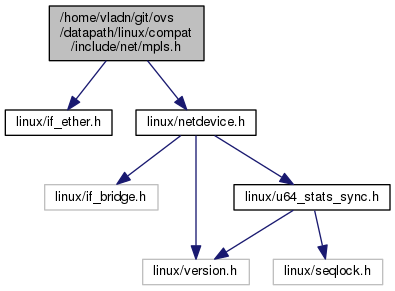 /home/vladn/git/ovs
/datapath/linux/compat
/include/net/mpls.h
linux/if_ether.h
linux/netdevice.h
linux/if_bridge.h
linux/u64_stats_sync.h
linux/version.h
linux/seqlock.h